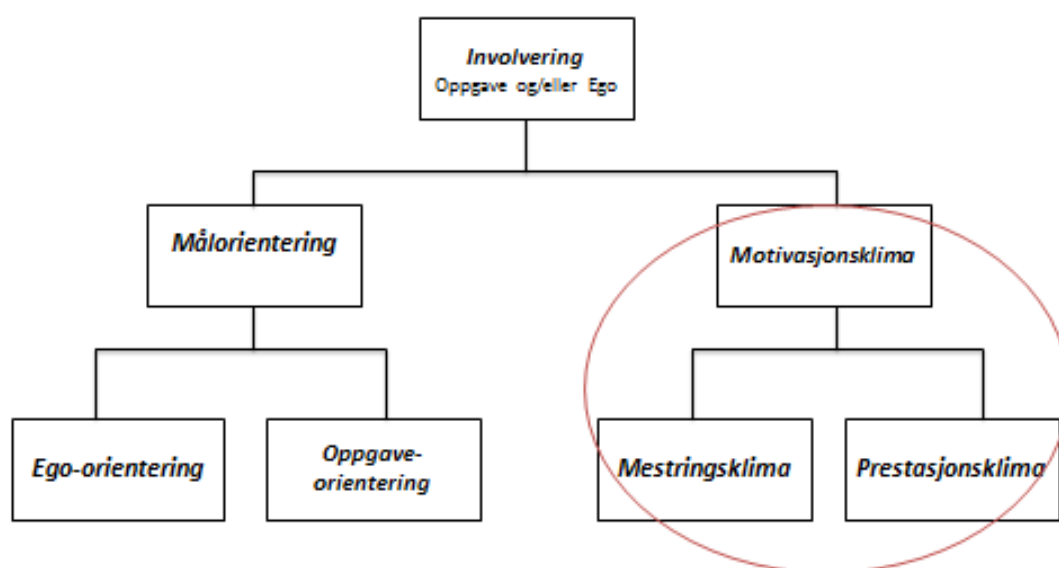 Involvering
Oppgave og/eller Ego
Målorientering
Motivasjonsklima
Ego-orientering
Oppgave-
orientering
Mestringsklima
Prestasjonsklima